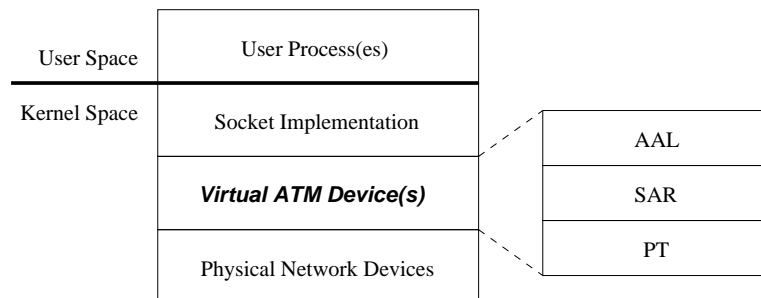 User Process(es)
User Space
Kernel Space
Socket Implementation
AAL
Virtual ATM Device(s)
SAR
Physical Network Devices
PT